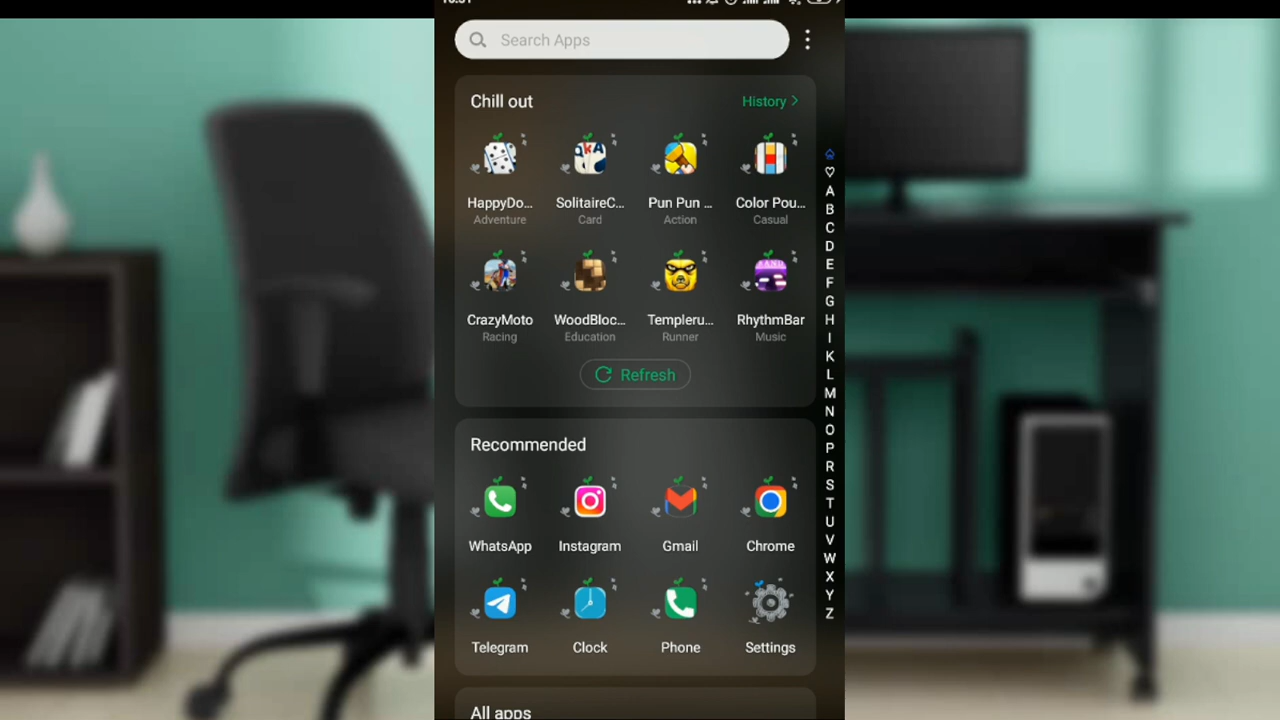 Search Apps
Chill out
History >
HappyDo... SolitaireC... Pun Pun ... Color Pou...
Adventure Card Action Casual
CrazyMoto WoodBloc... Templeru... RhythmBar
Racing Education Runner Music
Refresh
Recommended
WhatsApp Instagram Gmail Chrome
Telegram Clock Phone Settings
All apps
A
B
C
D
E
F
G
H
I
K
L
M
N
O
P
R
S
T
U
V
W
X
Y
Z